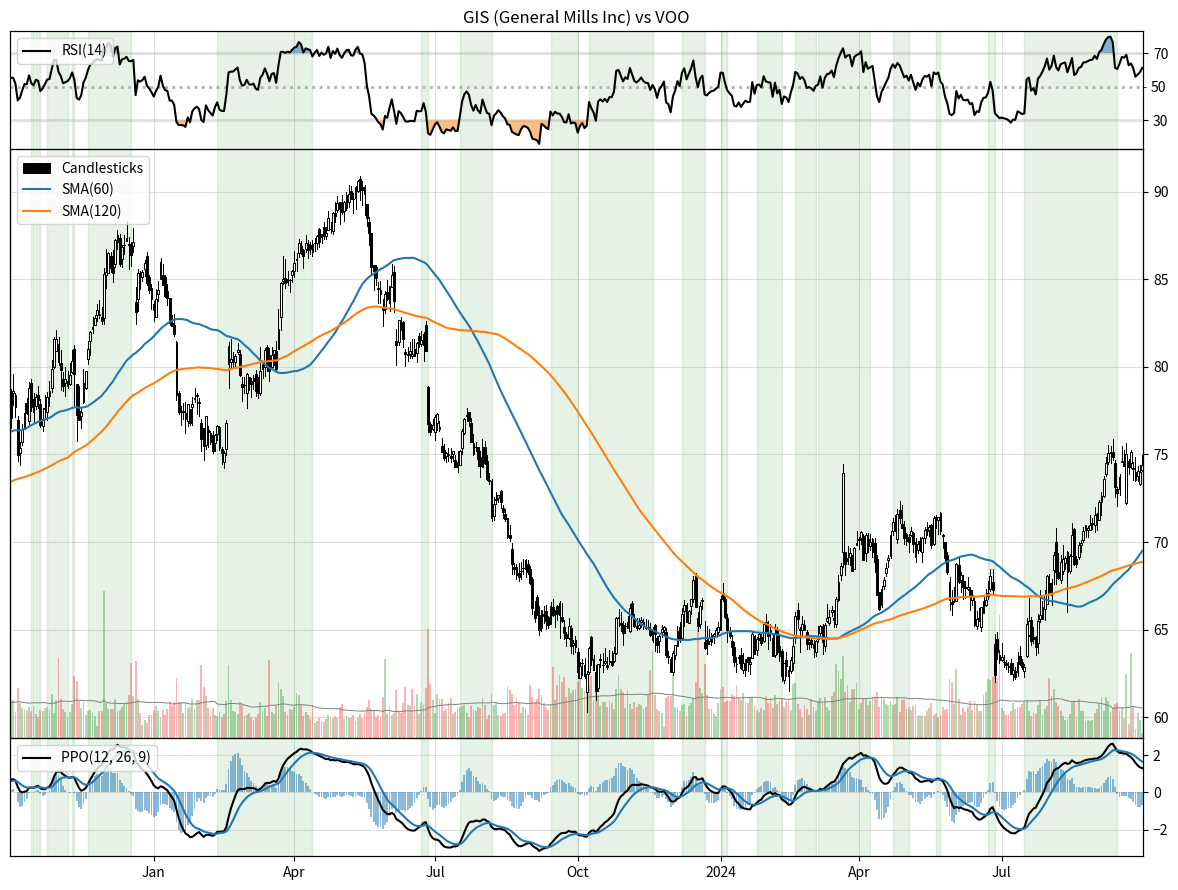 GIS (General Mills Inc) vs VOO
RSI(14)
70
50
30
Candlesticks
SMA(60)
SMA(120)
90
85
80
75
70
65
60
PPO(12, 26, 9)
2
0
−2
Jan
Apr
Jul
Oct
2024
Apr
Jul